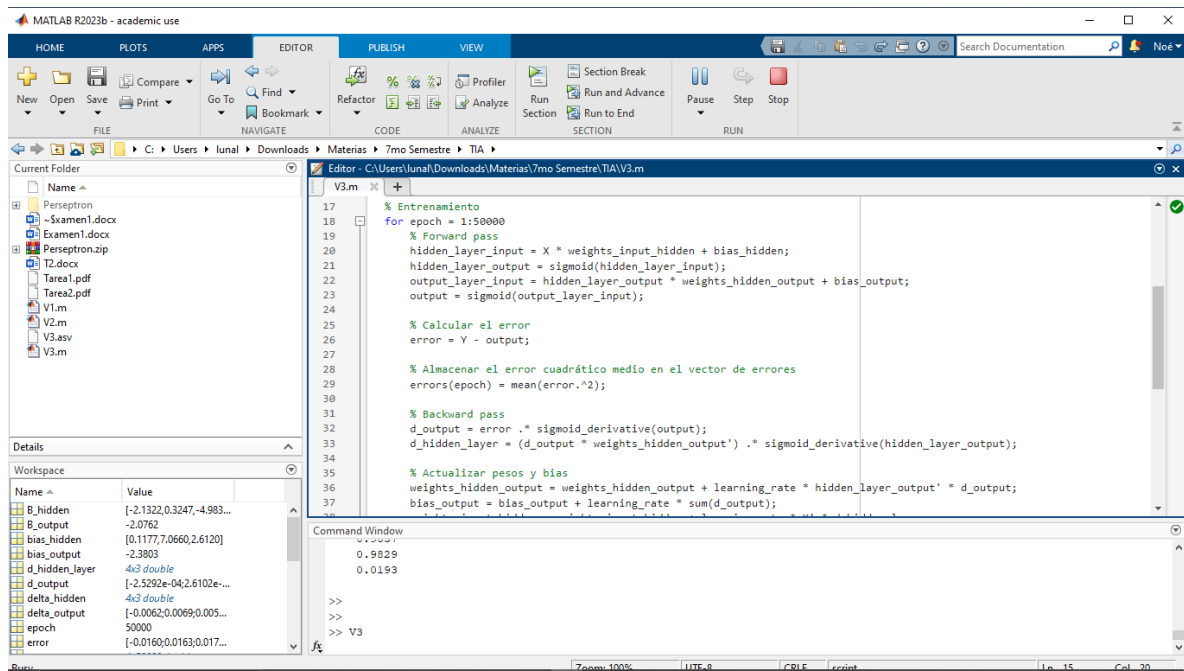 MATLAB R2023b - academic use
HOME PLOTS APPS EDITOR PUBLISH VIEW Search Documentation Noé
New Open Save Compare Print Go To Find Bookmark Refactor Profiler Analyze Run Section Section Break Run and Advance Run to End Pause Step Stop
FILE NAVIGATE CODE ANALYZE SECTION RUN
C: Users lunal Downloads Materias 7mo Semestre TIA
Current Folder
Name
Perseptron
~$xamen1.docx
Examen1.docx
Perseptron.zip
T2.docx
Tarea1.pdf
Tarea2.pdf
V1.m
V2.m
V3.asv
V3.m
Details
Workspace
Name Value
B_hidden [-2.1322,0.3247,-4.983...
B_output -2.0762
bias_hidden [0.1177,7.0660,2.6120]
bias_output -2.3803
d_hidden_layer 4x3 double
d_output [-2.5292e-04;2.6102e-...
delta_hidden 4x3 double
delta_output [-0.0062;0.0069;0.005...
epoch 50000
error [-0.0160;0.0163;0.017...
Editor - C:\Users\lunal\Downloads\Materias\7mo Semestre\TIA\V3.m
V3.m
17 % Entrenamiento
18 for epoch = 1:50000
19 % Forward pass
20 hidden_layer_input = X * weights_input_hidden + bias_hidden;
21 hidden_layer_output = sigmoid(hidden_layer_input);
22 output_layer_input = hidden_layer_output * weights_hidden_output + bias_output;
23 output = sigmoid(output_layer_input);
24
25 % Calcular el error
26 error = Y - output;
27
28 % Almacenar el error cuadrático medio en el vector de errores
29 errors(epoch) = mean(error.^2);
30
31 % Backward pass
32 d_output = error .* sigmoid_derivative(output);
33 d_hidden_layer = (d_output * weights_hidden_output') .* sigmoid_derivative(hidden_layer_output);
34
35 % Actualizar pesos y bias
36 weights_hidden_output = weights_hidden_output + learning_rate * hidden_layer_output' * d_output;
37 bias_output = bias_output + learning_rate * sum(d_output);
Command Window
0.9829
0.0193
>>
>>
>> V3
fx
Busy Zoom: 100% UTF-8 CRLF script Ln 15 Col 20